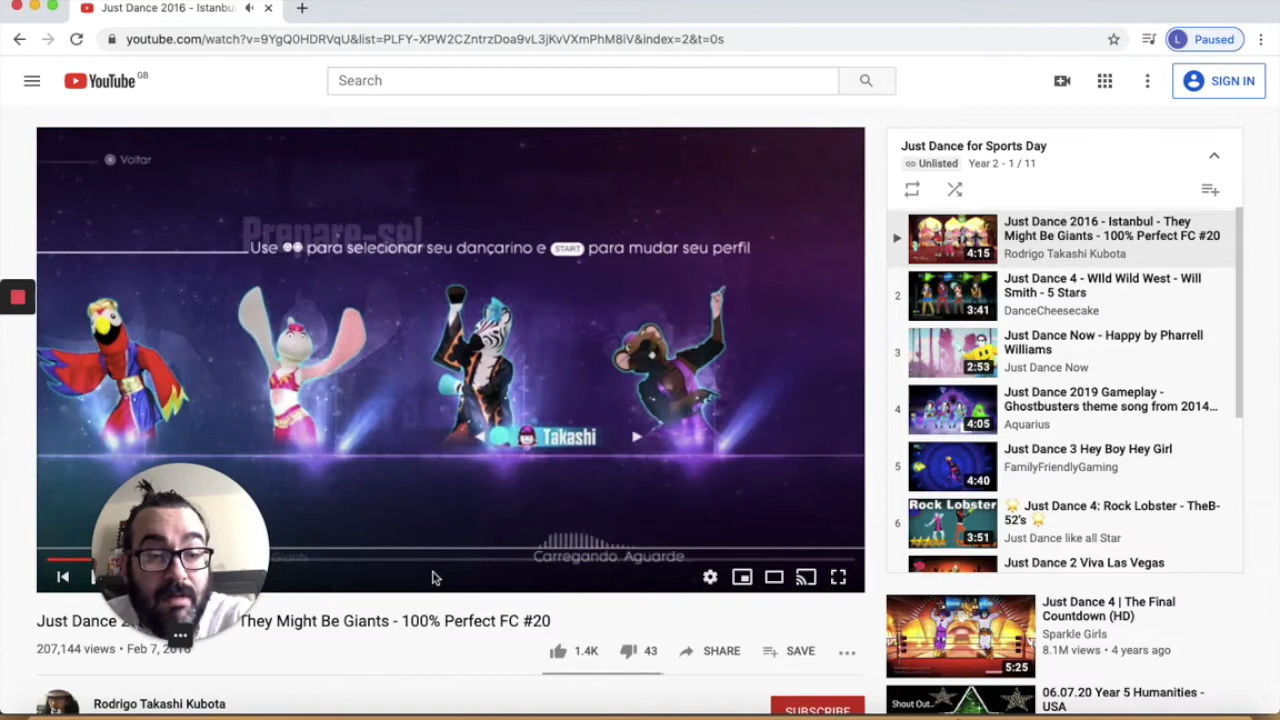 Just Dance 2016 - Istanbu
youtube.com/watch?v=9YgQ0HDRVqU&list=PLFY-XPW2CZntrzDoa9vL3jKvVXmPhM8iV&index=2&t=0s
L Paused
YouTube GB
Search
SIGN IN
Voltar
Prepare-se!
Use para selecionar seu dançarino e START para mudar seu perfil
Takashi
Carregando. Aguarde...
Just Dance 2
They Might Be Giants - 100% Perfect FC #20
207,144 views • Feb 7, 2016
1.4K
43
SHARE
SAVE
Rodrigo Takashi Kubota
SUBSCRIBE
Just Dance for Sports Day
Unlisted Year 2 - 1 / 11
Just Dance 2016 - Istanbul - They
Might Be Giants - 100% Perfect FC #20
Rodrigo Takashi Kubota
4:15
2
Just Dance 4 - WIld Wild West - Will
Smith - 5 Stars
DanceCheesecake
3:41
3
Just Dance Now - Happy by Pharrell
Williams
Just Dance Now
2:53
4
Just Dance 2019 Gameplay -
Ghostbusters theme song from 2014...
Aquarius
4:05
5
Just Dance 3 Hey Boy Hey Girl
FamilyFriendlyGaming
4:40
6
Rock Lobster
🌟 Just Dance 4: Rock Lobster - TheB-
52's 🌟
Just Dance like all Star
3:51
Just Dance 2 Viva Las Vegas
Just Dance 4 | The Final
Countdown (HD)
Sparkle Girls
8.1M views • 4 years ago
5:25
Shout Out..
06.07.20 Year 5 Humanities -
USA